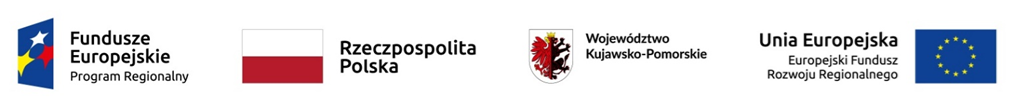 Fundusze
Europejskie
Program Regionalny
Rzeczpospolita
Polska
Województwo
Kujawsko-Pomorskie
Unia Europejska
Europejski Fundusz
Rozwoju Regionalnego